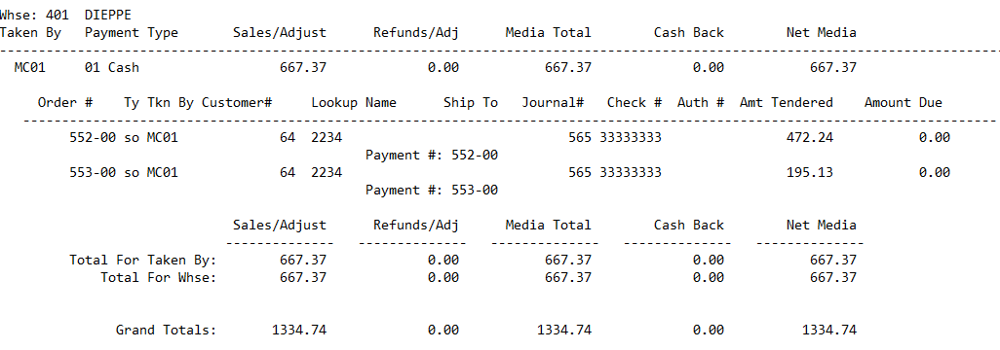 Whse: 401  DIEPPE
Taken By   Payment Type       Sales/Adjust      Refunds/Adj      Media Total        Cash Back        Net Media
--------------------------------------------------------------------------------------------------------------------------------
  MC01     01 Cash                  667.37             0.00           667.37             0.00           667.37
     Order #    Ty Tkn By Customer#     Lookup Name      Ship To   Journal#   Check #  Auth #  Amt Tendered    Amount Due
   -----------------------------------------------------------------------------------------------------------------------------
         552-00 so MC01             64  2234                             565 33333333                472.24           0.00
                                               Payment #: 552-00
         553-00 so MC01             64  2234                             565 33333333                195.13           0.00
                                               Payment #: 553-00
                              Sales/Adjust      Refunds/Adj      Media Total        Cash Back        Net Media
                             --------------   --------------   --------------   --------------   --------------
         Total For Taken By:        667.37             0.00           667.37             0.00           667.37
             Total For Whse:        667.37             0.00           667.37             0.00           667.37
               Grand Totals:       1334.74             0.00          1334.74             0.00          1334.74